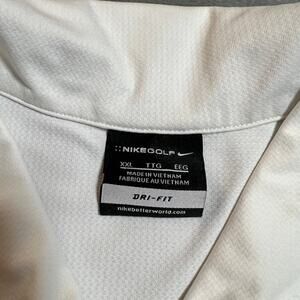 ::NIKEGOLF
XXL TTG EEG
MADE IN VIETNAM
FABRIQUE AU VIETNAM
DRI-FIT
nikebetterworld.com